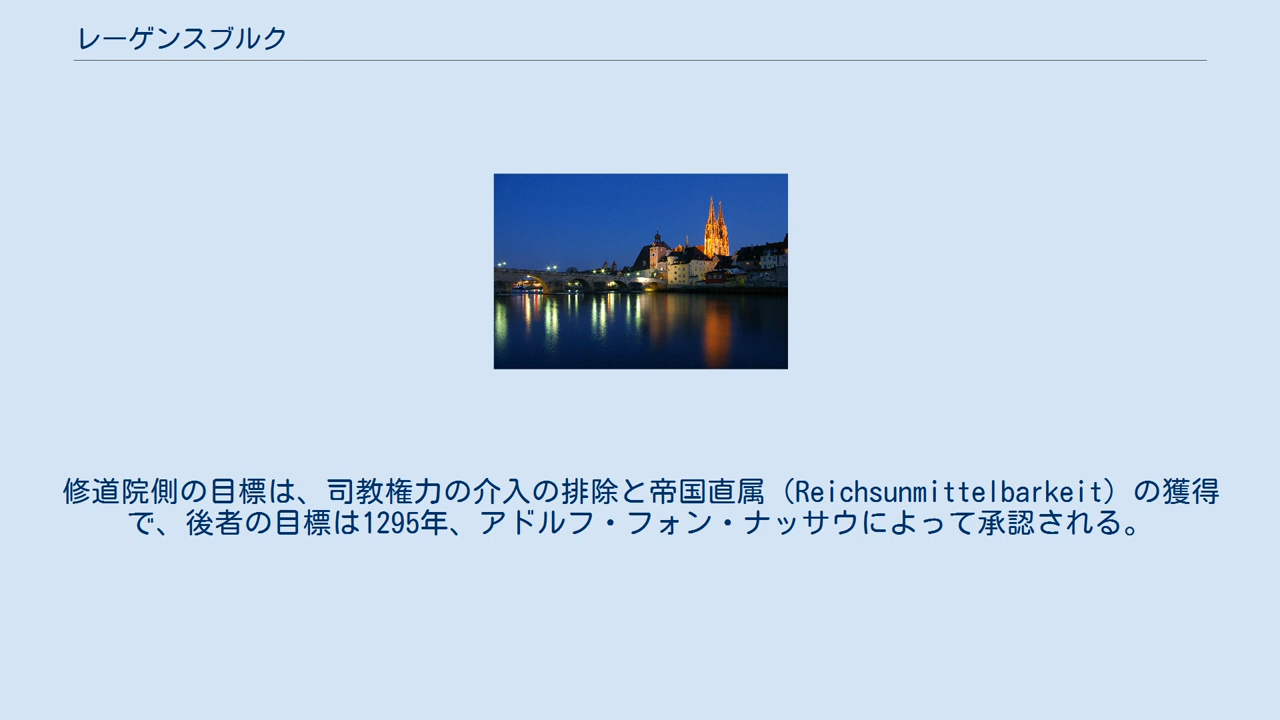 レーゲンスブルク
修道院側の目標は、司教権力の介入の排除と帝国直属（Reichsunmittelbarkeit）の獲得
で、後者の目標は1295年、アドルフ・フォン・ナッサウによって承認される。